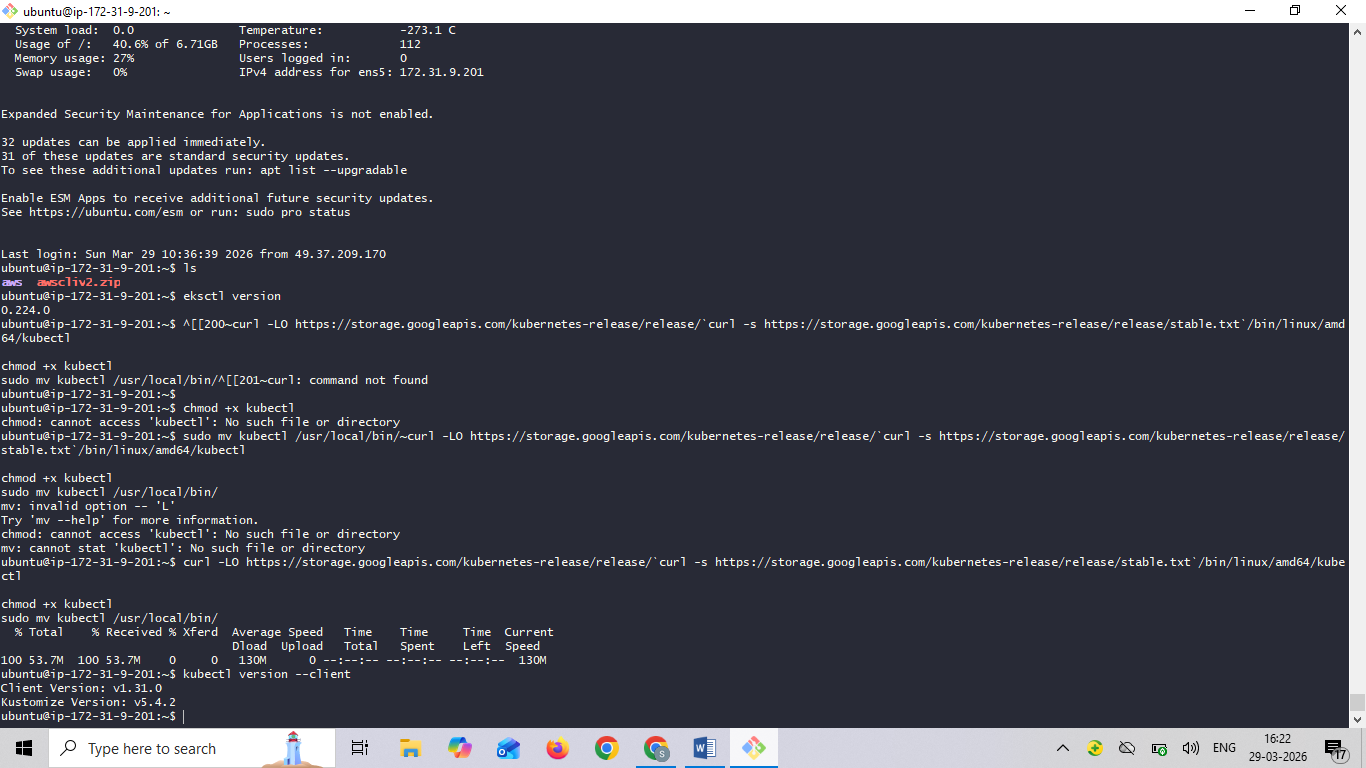 ubuntu@ip-172-31-9-201: ~
System load: 0.0 Temperature: -273.1 C
Usage of /: 40.6% of 6.71GB Processes: 112
Memory usage: 27% Users logged in: 0
Swap usage: 0% IPv4 address for ens5: 172.31.9.201
Expanded Security Maintenance for Applications is not enabled.
32 updates can be applied immediately.
31 of these updates are standard security updates.
To see these additional updates run: apt list --upgradable
Enable ESM Apps to receive additional future security updates.
See https://ubuntu.com/esm or run: sudo pro status
Last login: Sun Mar 29 10:36:39 2026 from 49.37.209.170
ubuntu@ip-172-31-9-201:~$ ls
aws awscliv2.zip
ubuntu@ip-172-31-9-201:~$ eksctl version
0.224.0
ubuntu@ip-172-31-9-201:~$ ^[[200~curl -LO https://storage.googleapis.com/kubernetes-release/release/`curl -s https://storage.googleapis.com/kubernetes-release/release/stable.txt`/bin/linux/amd
64/kubectl
chmod +x kubectl
sudo mv kubectl /usr/local/bin/^[[201~curl: command not found
ubuntu@ip-172-31-9-201:~$
ubuntu@ip-172-31-9-201:~$ chmod +x kubectl
chmod: cannot access 'kubectl': No such file or directory
ubuntu@ip-172-31-9-201:~$ sudo mv kubectl /usr/local/bin/~curl -LO https://storage.googleapis.com/kubernetes-release/release/`curl -s https://storage.googleapis.com/kubernetes-release/release/
stable.txt`/bin/linux/amd64/kubectl
chmod +x kubectl
sudo mv kubectl /usr/local/bin/
mv: invalid option -- 'L'
Try 'mv --help' for more information.
chmod: cannot access 'kubectl': No such file or directory
mv: cannot stat 'kubectl': No such file or directory
ubuntu@ip-172-31-9-201:~$ curl -LO https://storage.googleapis.com/kubernetes-release/release/`curl -s https://storage.googleapis.com/kubernetes-release/release/stable.txt`/bin/linux/amd64/kube
ctl
chmod +x kubectl
sudo mv kubectl /usr/local/bin/
% Total % Received % Xferd Average Speed Time Time Time Current
Dload Upload Total Spent Left Speed
100 53.7M 100 53.7M 0 0 130M 0 --:--:-- --:--:-- --:--:-- 130M
ubuntu@ip-172-31-9-201:~$ kubectl version --client
Client Version: v1.31.0
Kustomize Version: v5.4.2
ubuntu@ip-172-31-9-201:~$
Type here to search
S
ENG
16:22
29-03-2026
17